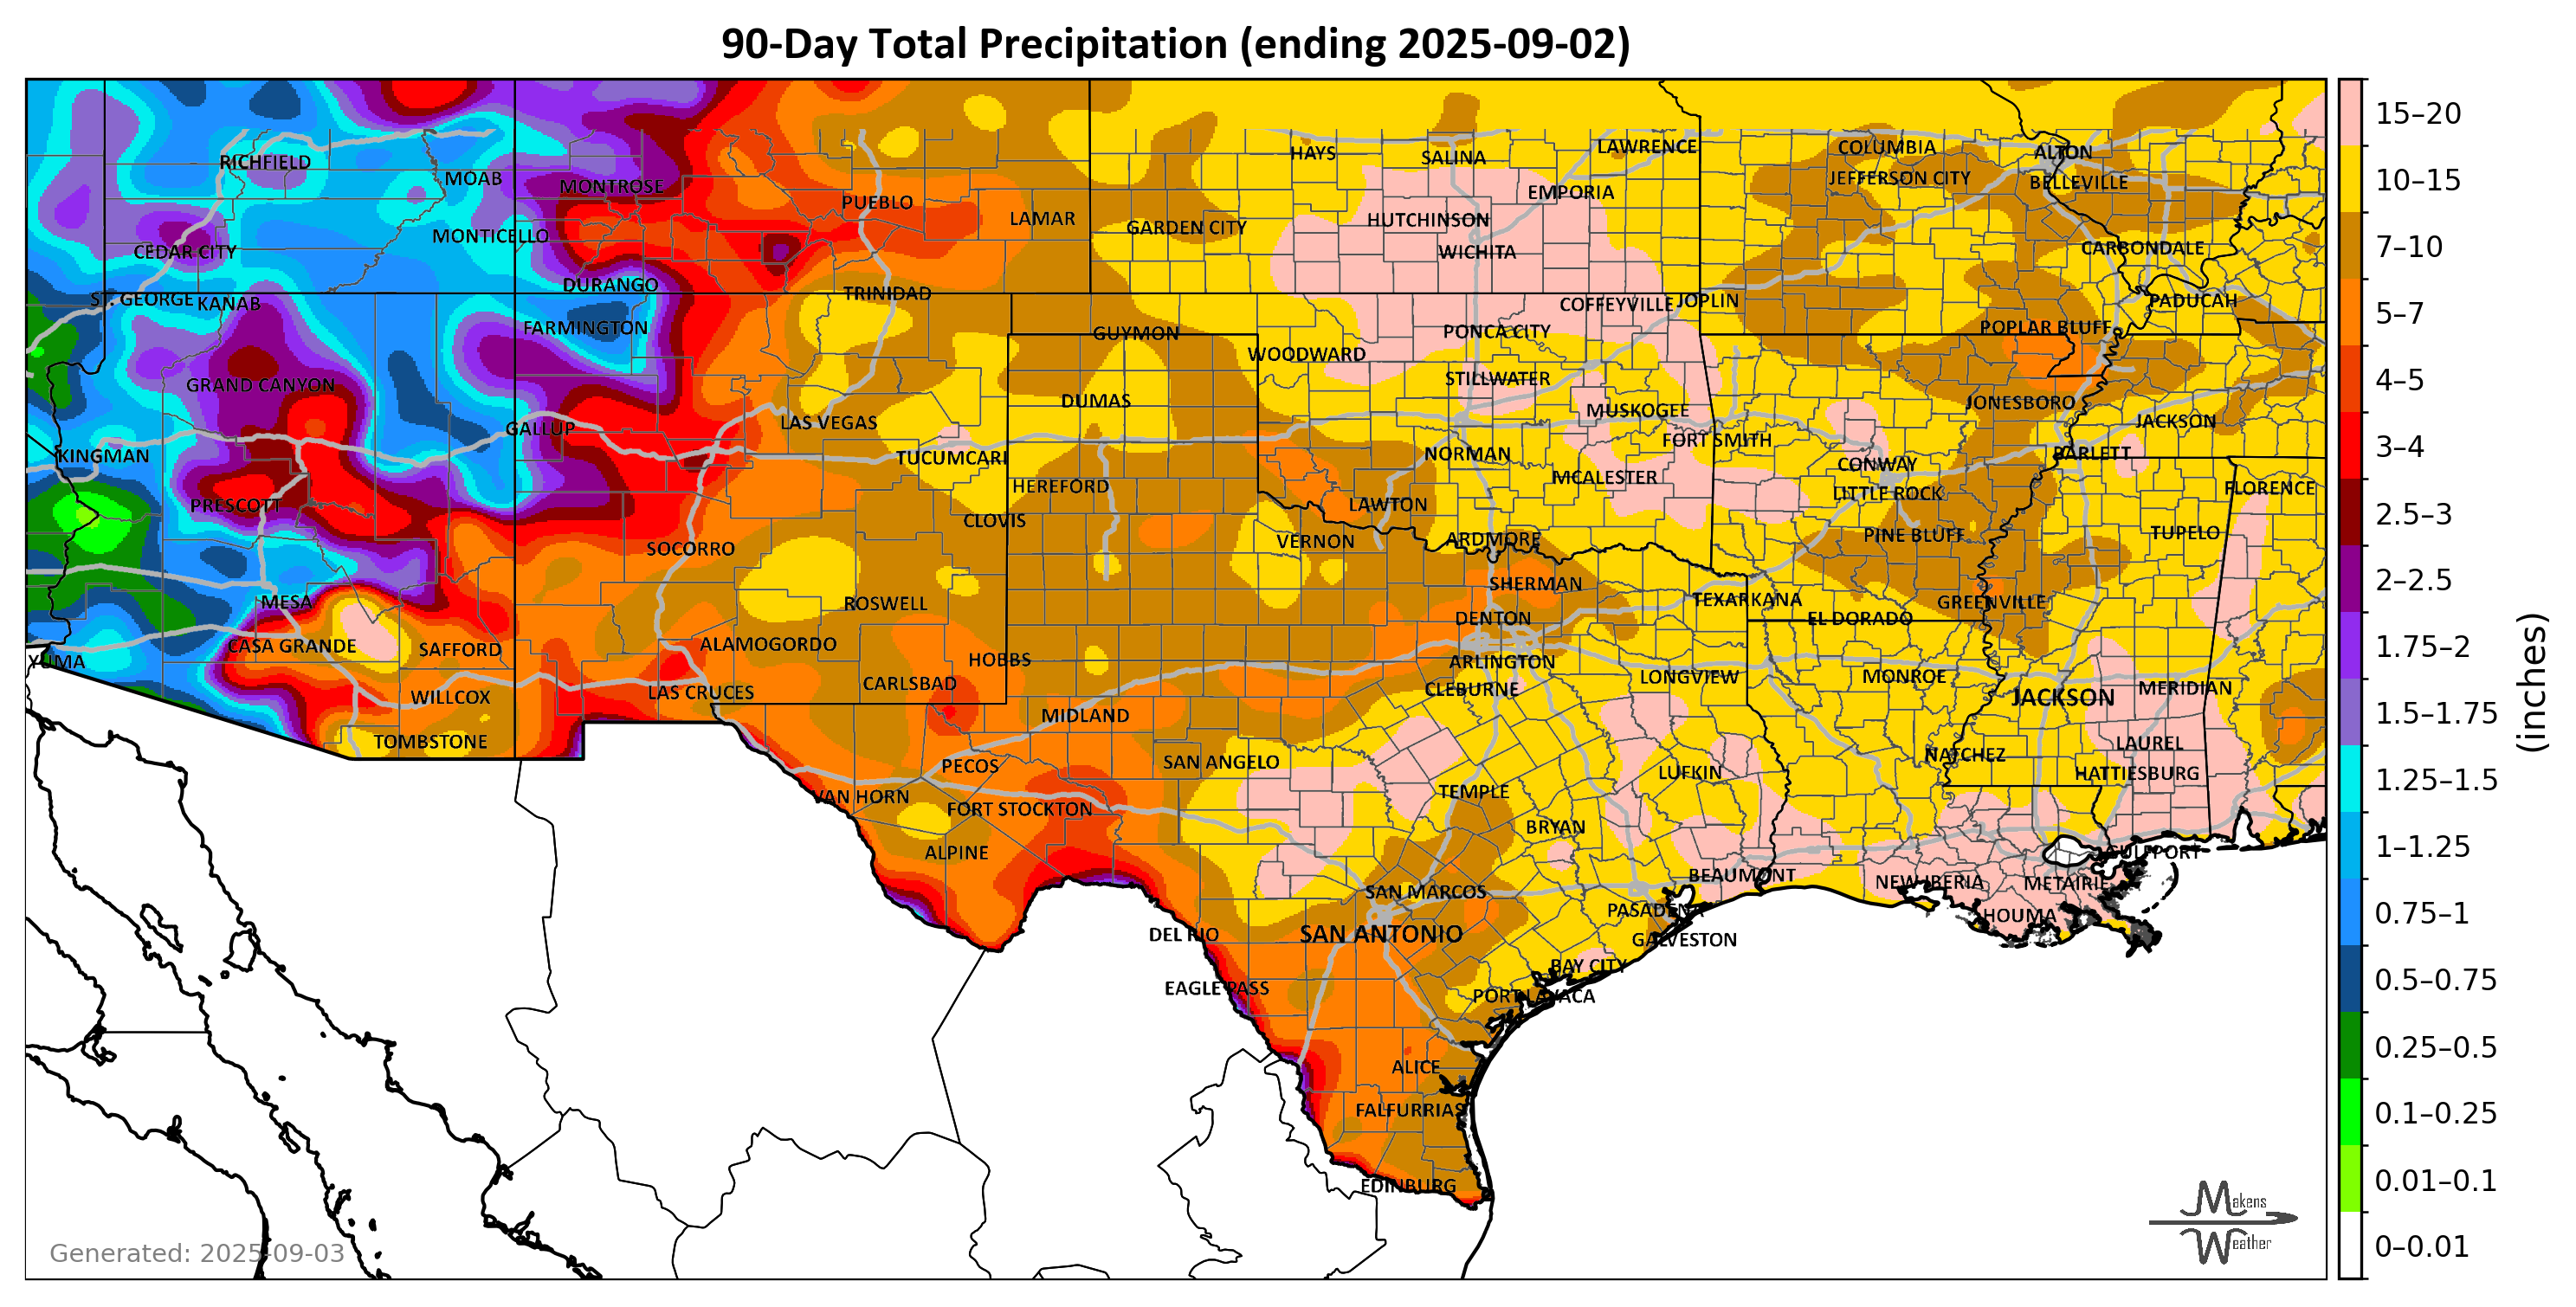 90-Day Total Precipitation (ending 2025-09-02)
RICHFIELD
MOAB
MONTROSE
PUEBLO
LAMAR
HAYS
SALINA
LAWRENCE
COLUMBIA
ALTON
JEFFERSON CITY
BELLEVILLE
EMPORIA
HUTCHINSON
GARDEN CITY
WICHITA
CEDAR CITY
MONTICELLO
CARBONDALE
DURANGO
TRINIDAD
ST. GEORGE
KANAB
COFFEYVILLE
JOPLIN
PADUCAH
FARMINGTON
GUYMON
PONCA CITY
POPLAR BLUFF
WOODWARD
GRAND CANYON
STILLWATER
DUMAS
MUSKOGEE
JONESBORO
LAS VEGAS
JACKSON
GALLUP
FORT SMITH
KINGMAN
TUCUMCARI
NORMAN
BARLETT
CONWAY
MCALESTER
HEREFORD
FLORENCE
LITTLE ROCK
PRESCOTT
LAWTON
CLOVIS
PINE BLUFF
TUPELO
SOCORRO
VERNON
ARDMORE
SHERMAN
MESA
ROSWELL
TEXARKANA
GREENVILLE
DENTON
EL DORADO
CASA GRANDE
SAFFORD
ALAMOGORDO
HOBBS
YUMA
ARLINGTON
LONGVIEW
MONROE
LAS CRUCES
CARLSBAD
CLEBURNE
MERIDIAN
WILLCOX
JACKSON
MIDLAND
TOMBSTONE
LAUREL
NATCHEZ
PECOS
SAN ANGELO
LUFKIN
HATTIESBURG
VAN HORN
FORT STOCKTON
TEMPLE
BRYAN
ALPINE
GULFPORT
BEAUMONT
NEW IBERIA
METAIRIE
SAN MARCOS
PASADENA
HOUMA
DEL RIO
SAN ANTONIO
GALVESTON
BAY CITY
EAGLE PASS
PORT LAVACA
ALICE
FALFURRIAS
EDINBURG
15–20
10–15
7–10
5–7
4–5
3–4
2.5–3
2–2.5
1.75–2
1.5–1.75
1.25–1.5
1–1.25
0.75–1
0.5–0.75
0.25–0.5
0.1–0.25
0.01–0.1
0–0.01
(inches)
Generated: 2025-09-03
Makens
Weather